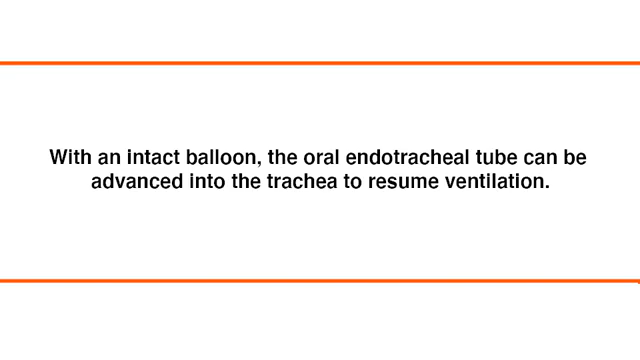 With an intact balloon, the oral endotracheal tube can be
advanced into the trachea to resume ventilation.